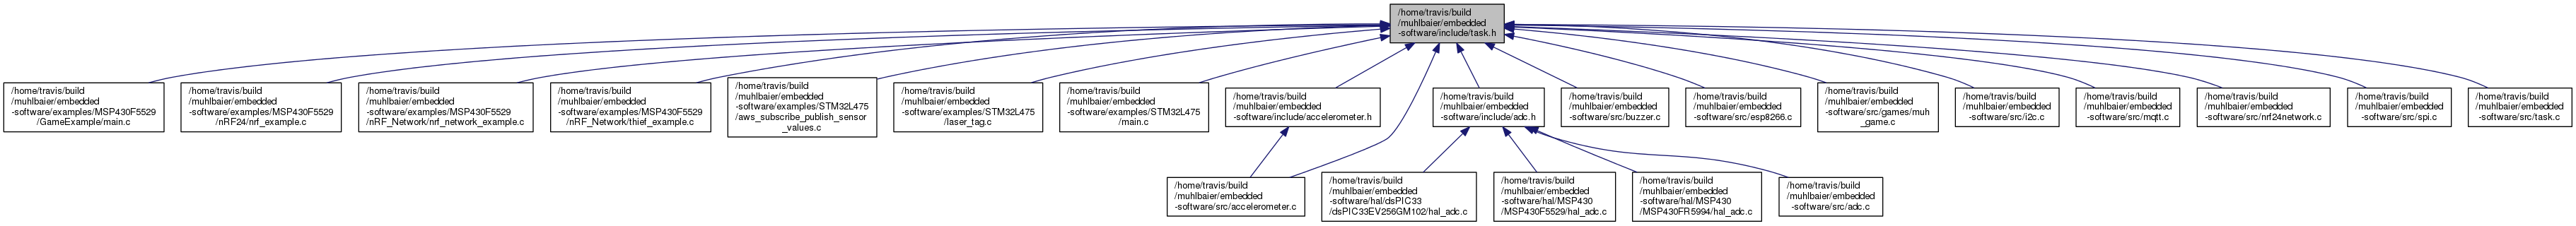 /home/travis/build
/muhlbaier/embedded
-software/include/task.h
/home/travis/build
/muhlbaier/embedded
-software/examples/MSP430F5529
/GameExample/main.c
/home/travis/build
/muhlbaier/embedded
-software/examples/MSP430F5529
/nRF24/nrf_example.c
/home/travis/build
/muhlbaier/embedded
-software/examples/MSP430F5529
/nRF_Network/nrf_network_example.c
/home/travis/build
/muhlbaier/embedded
-software/examples/MSP430F5529
/nRF_Network/thief_example.c
/home/travis/build
/muhlbaier/embedded
-software/examples/STM32L475
/aws_subscribe_publish_sensor
_values.c
/home/travis/build
/muhlbaier/embedded
-software/examples/STM32L475
/laser_tag.c
/home/travis/build
/muhlbaier/embedded
-software/examples/STM32L475
/main.c
/home/travis/build
/muhlbaier/embedded
-software/include/accelerometer.h
/home/travis/build
/muhlbaier/embedded
-software/include/adc.h
/home/travis/build
/muhlbaier/embedded
-software/src/buzzer.c
/home/travis/build
/muhlbaier/embedded
-software/src/esp8266.c
/home/travis/build
/muhlbaier/embedded
-software/src/games/muh
_game.c
/home/travis/build
/muhlbaier/embedded
-software/src/i2c.c
/home/travis/build
/muhlbaier/embedded
-software/src/mqtt.c
/home/travis/build
/muhlbaier/embedded
-software/src/nrf24network.c
/home/travis/build
/muhlbaier/embedded
-software/src/spi.c
/home/travis/build
/muhlbaier/embedded
-software/src/task.c
/home/travis/build
/muhlbaier/embedded
-software/src/accelerometer.c
/home/travis/build
/muhlbaier/embedded
-software/hal/dsPIC33
/dsPIC33EV256GM102/hal_adc.c
/home/travis/build
/muhlbaier/embedded
-software/hal/MSP430
/MSP430F5529/hal_adc.c
/home/travis/build
/muhlbaier/embedded
-software/hal/MSP430
/MSP430FR5994/hal_adc.c
/home/travis/build
/muhlbaier/embedded
-software/src/adc.c